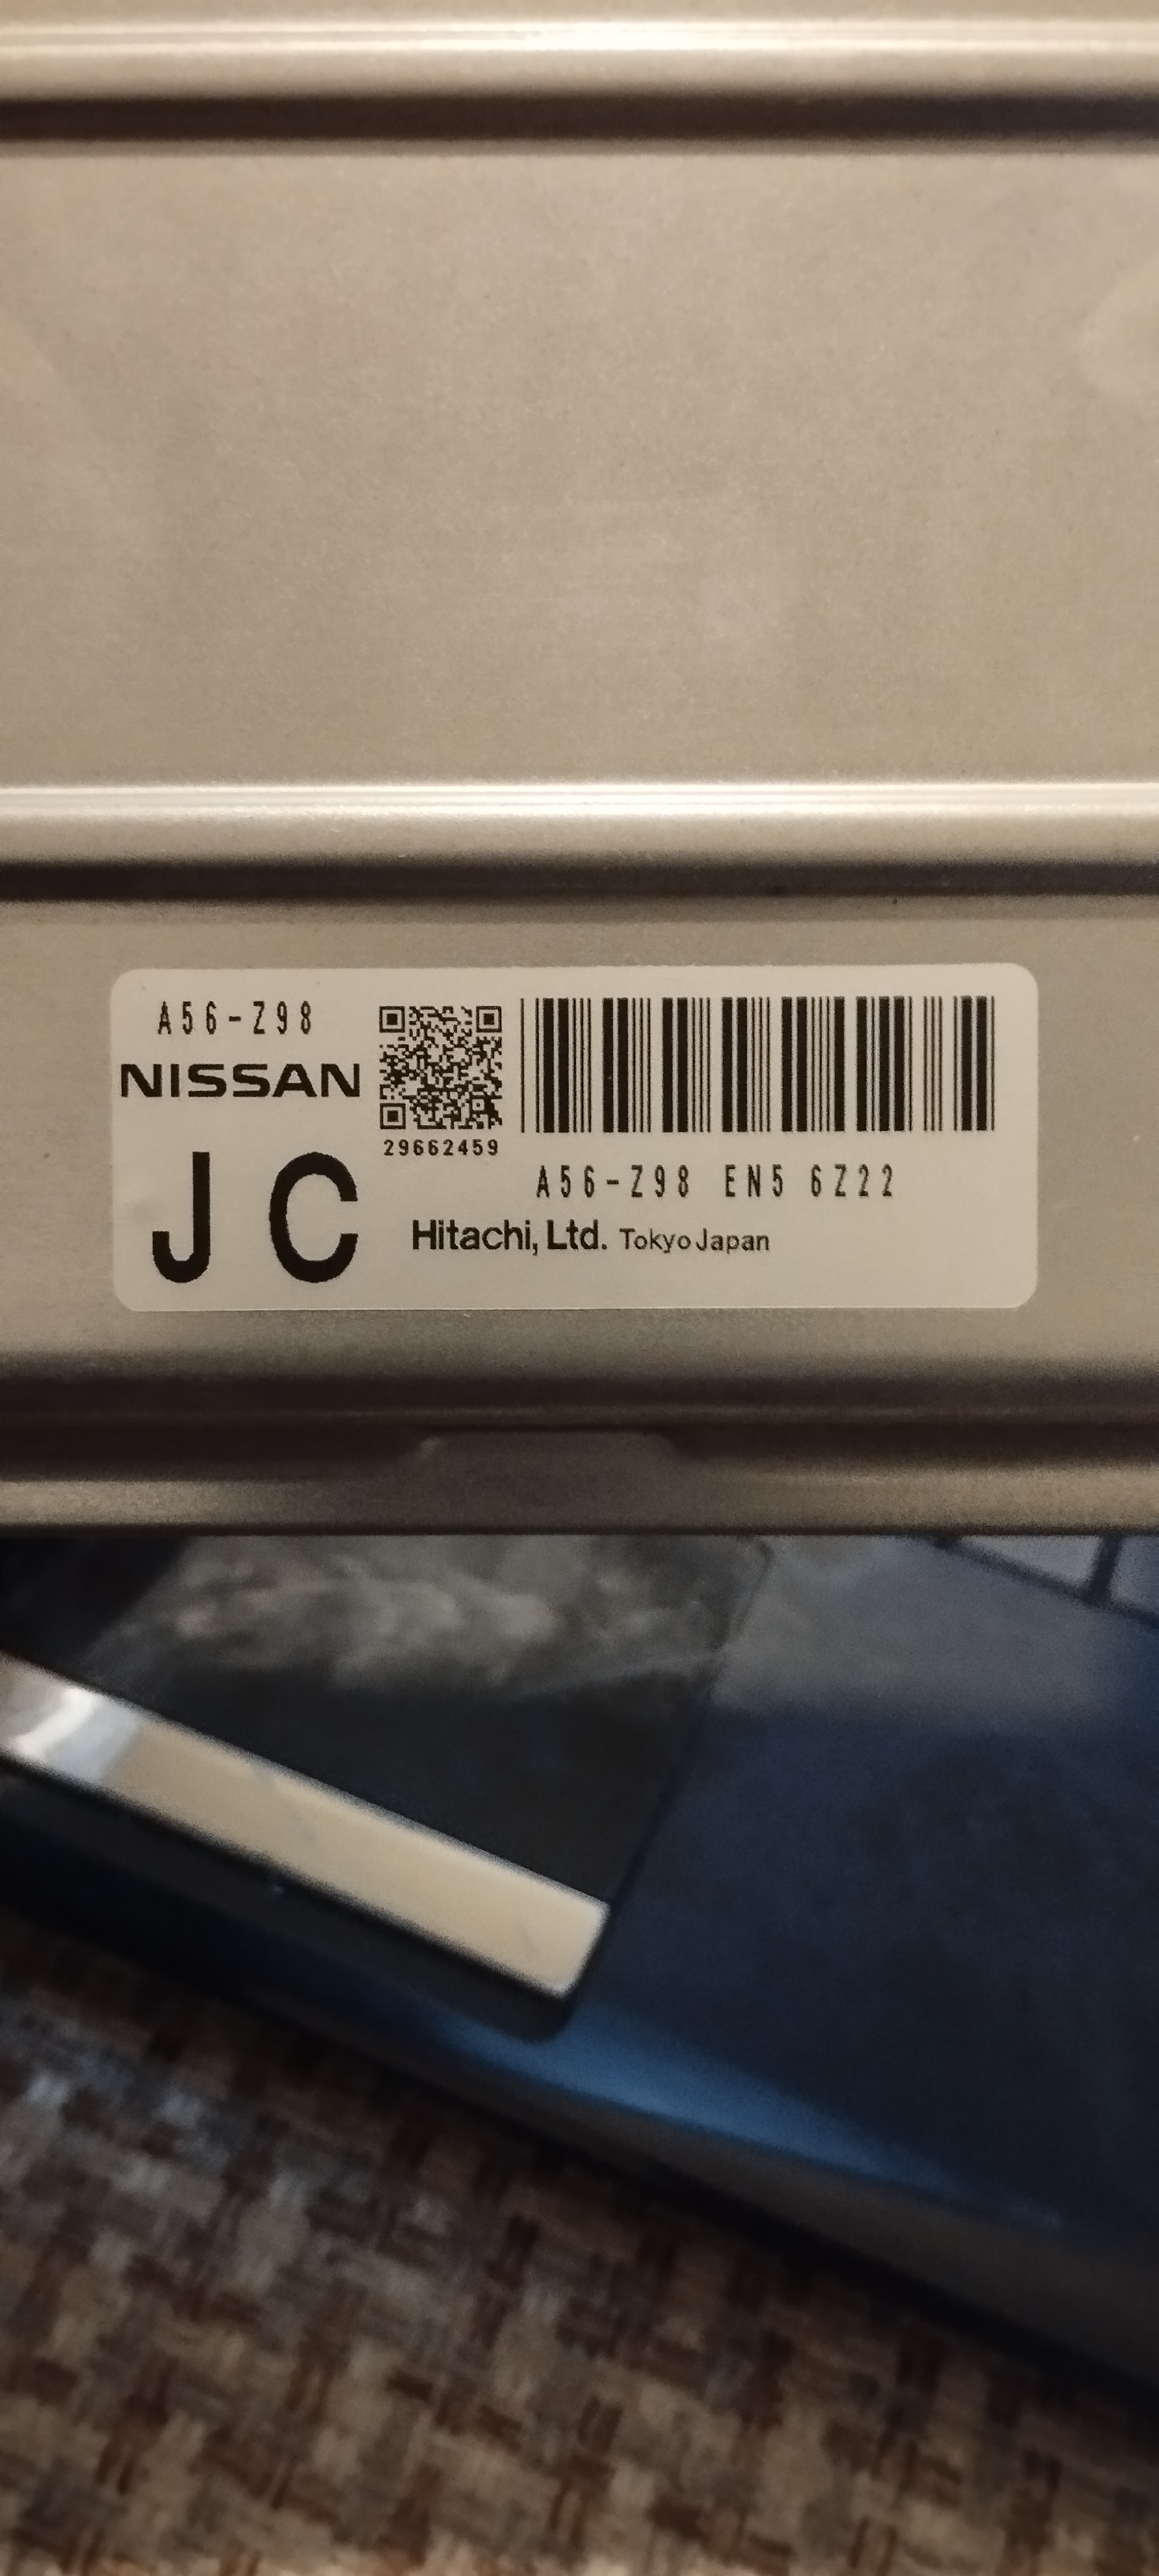 A56-Z98
NISSAN
JC
29662459
A56-Z98 EN5 6Z22
Hitachi, Ltd. Tokyo Japan